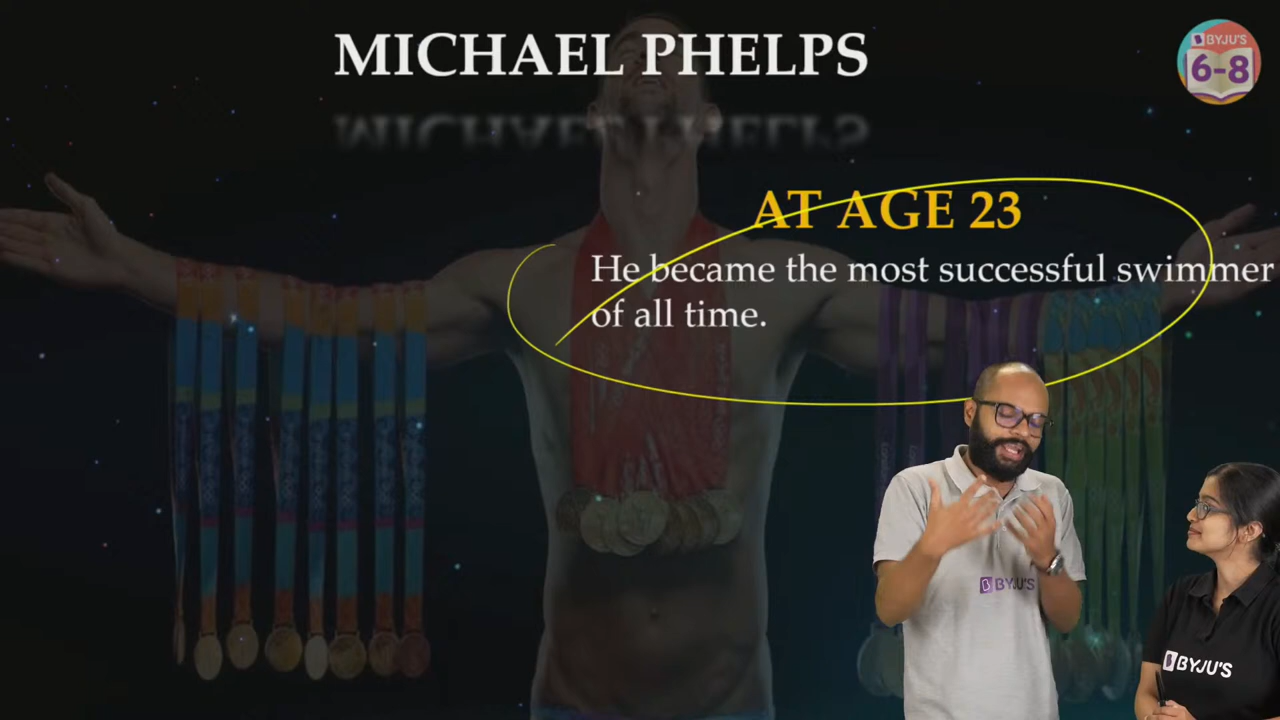 MICHAEL PHELPS
BYJU'S
6-8
AT AGE 23
He became the most successful swimmer
of all time.
BYJU'S
BYJU'S